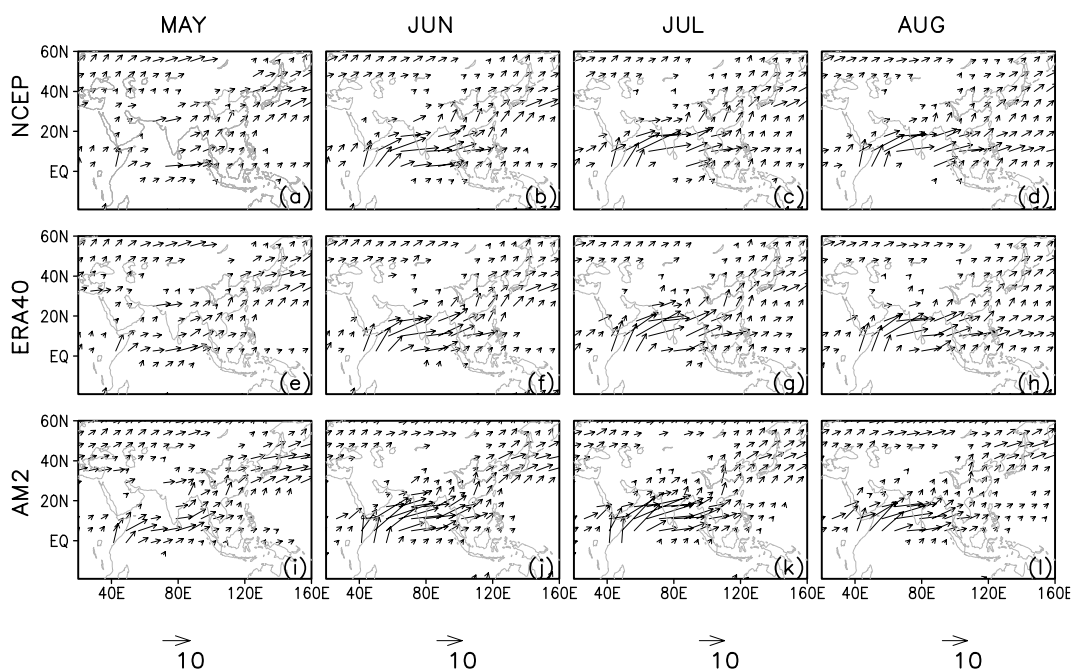 MAY JUN JUL AUG
NCEP
60N
40N
20N
EQ
(a) (b) (c) (d)
ERA40
60N
40N
20N
EQ
(e) (f) (g) (h)
AM2
60N
40N
20N
EQ
(i) (j) (k) (l)
40E 80E 120E 160E 40E 80E 120E 160E 40E 80E 120E 160E 40E 80E 120E 160E
10 10 10 10